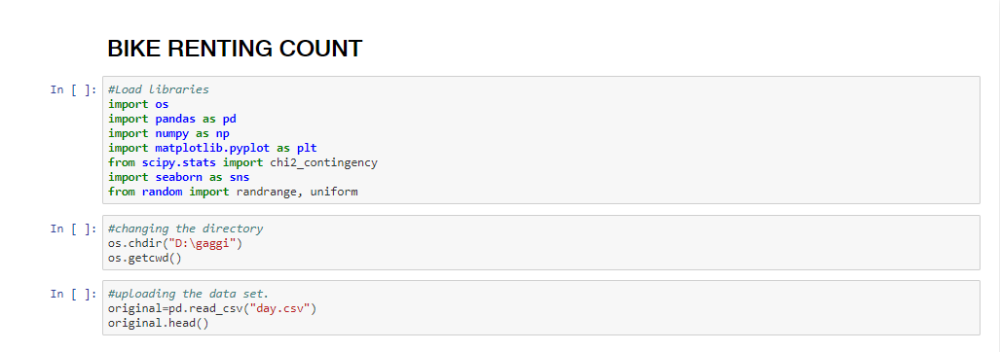 BIKE RENTING COUNT
In [ ]: #Load libraries
import os
import pandas as pd
import numpy as np
import matplotlib.pyplot as plt
from scipy.stats import chi2_contingency
import seaborn as sns
from random import randrange, uniform
In [ ]: #changing the directory
os.chdir("D:\gaggi")
os.getcwd()
In [ ]: #uploading the data set.
original=pd.read_csv("day.csv")
original.head()